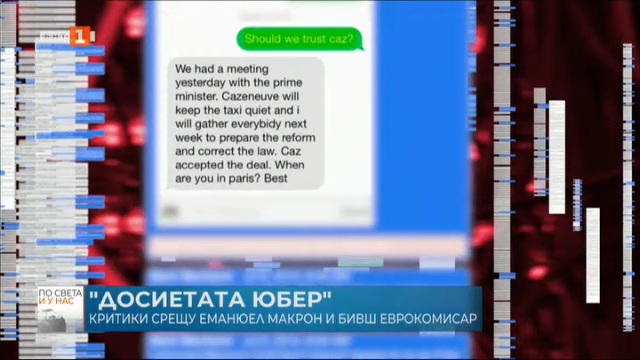 1
Should we trust caz?
We had a meeting
yesterday with the prime
minister. Cazeneuve will
keep the taxi quiet and i
will gather everybidy next
week to prepare the reform
and correct the law. Caz
accepted the deal. When
are you in paris? Best
ПО СВЕТА
И У НАС
"ДОСИЕТАТА ЮБЕР"
КРИТИКИ СРЕЩУ ЕМАНЮЕЛ МАКРОН И БИВШ ЕВРОКОМИСАР